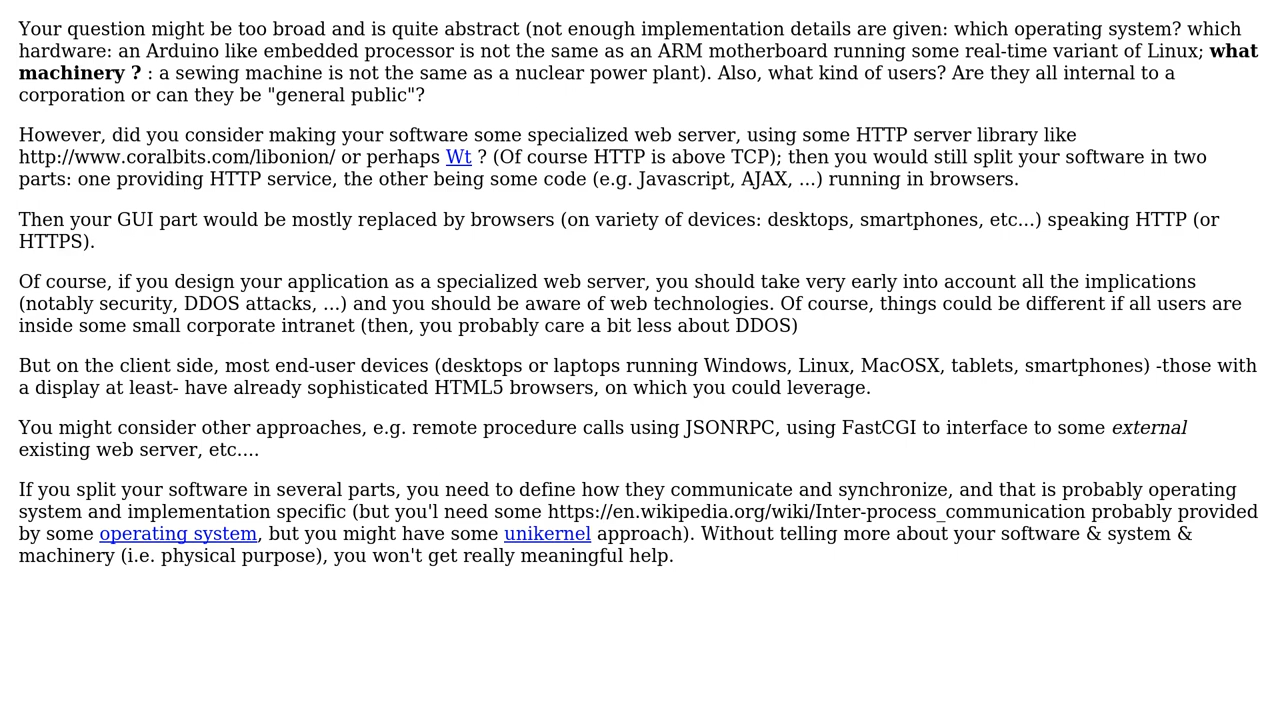 Your question might be too broad and is quite abstract (not enough implementation details are given: which operating system? which
hardware: an Arduino like embedded processor is not the same as an ARM motherboard running some real-time variant of Linux; what
machinery ? : a sewing machine is not the same as a nuclear power plant). Also, what kind of users? Are they all internal to a
corporation or can they be "general public"?
However, did you consider making your software some specialized web server, using some HTTP server library like
http://www.coralbits.com/libonion/ or perhaps Wt ? (Of course HTTP is above TCP); then you would still split your software in two
parts: one providing HTTP service, the other being some code (e.g. Javascript, AJAX, ...) running in browsers.
Then your GUI part would be mostly replaced by browsers (on variety of devices: desktops, smartphones, etc...) speaking HTTP (or
HTTPS).
Of course, if you design your application as a specialized web server, you should take very early into account all the implications
(notably security, DDOS attacks, ...) and you should be aware of web technologies. Of course, things could be different if all users are
inside some small corporate intranet (then, you probably care a bit less about DDOS)
But on the client side, most end-user devices (desktops or laptops running Windows, Linux, MacOSX, tablets, smartphones) -those with
a display at least- have already sophisticated HTML5 browsers, on which you could leverage.
You might consider other approaches, e.g. remote procedure calls using JSONRPC, using FastCGI to interface to some external
existing web server, etc....
If you split your software in several parts, you need to define how they communicate and synchronize, and that is probably operating
system and implementation specific (but you'l need some https://en.wikipedia.org/wiki/Inter-process_communication probably provided
by some operating system, but you might have some unikernel approach). Without telling more about your software & system &
machinery (i.e. physical purpose), you won't get really meaningful help.